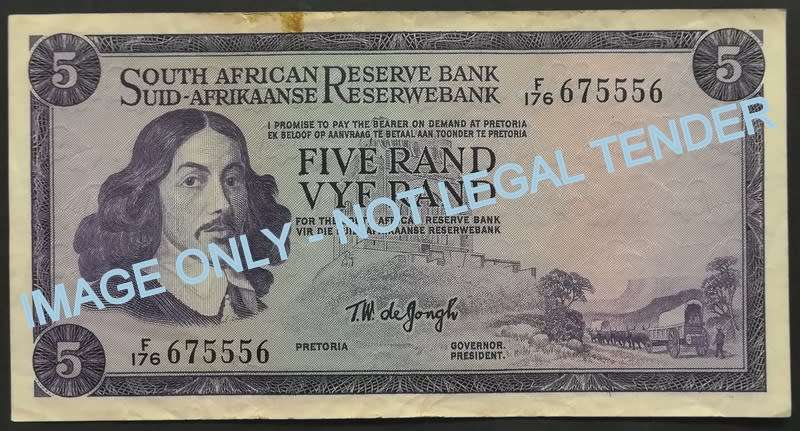 5
5
SOUTH AFRICAN RESERVE BANK
SUID-AFRIKAANSE RESERWEBANK
F/176 675556
I PROMISE TO PAY THE BEARER ON DEMAND AT PRETORIA
EK BELOOF OP AANVRAAG TE BETAAL AAN TOONDER TE PRETORIA
FIVE RAND
VYF RAND
FOR THE SOUTH AFRICAN RESERVE BANK
VIR DIE SUID-AFRIKAANSE RESERWEBANK
IMAGE ONLY - NOT LEGAL TENDER
T.W. de Jongh
5
F/176 675556
PRETORIA
GOVERNOR.
PRESIDENT.
5